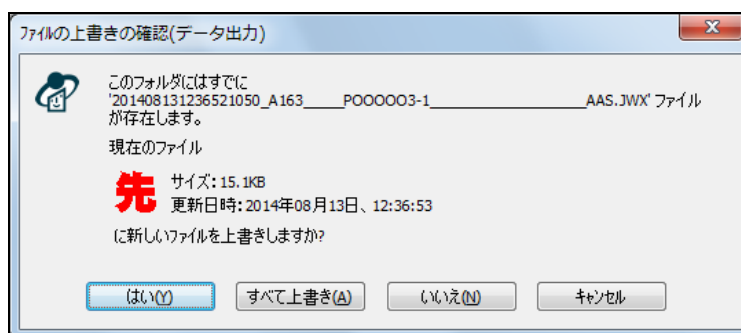 ファイルの上書きの確認(データ出力)
このフォルダにはすでに
'201408131236521050_A163_____POOOOO3-1____________________AAS.JWX' ファイル
が存在します。
現在のファイル
先
サイズ: 15.1KB
更新日時: 2014年08月13日、12:36:53
に新しいファイルを上書きしますか?
はい(Y) すべて上書き(A) いいえ(N) キャンセル